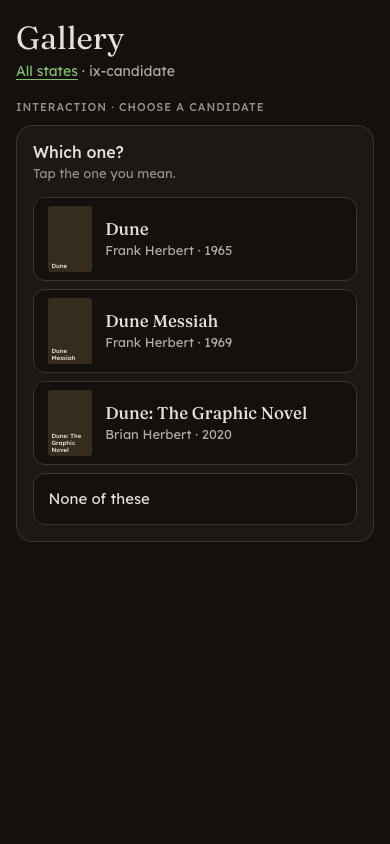 Gallery
All states · ix-candidate
INTERACTION · CHOOSE A CANDIDATE
Which one?
Tap the one you mean.
Dune
Dune
Frank Herbert · 1965
Dune
Messiah
Dune Messiah
Frank Herbert · 1969
Dune: The
Graphic
Novel
Dune: The Graphic Novel
Brian Herbert · 2020
None of these